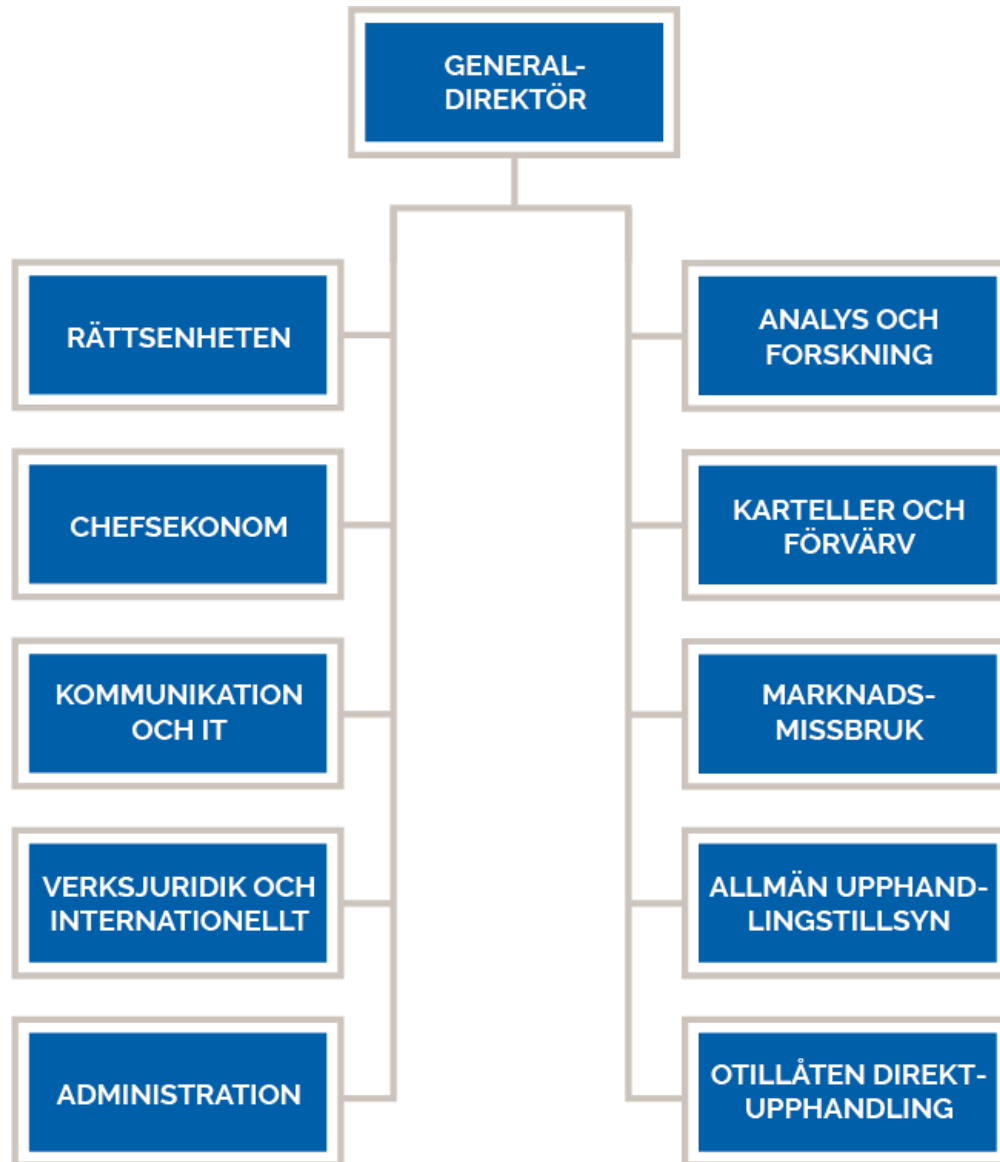 GENERAL-
DIREKTÖR
RÄTTSENHETEN
CHEFSEKONOM
KOMMUNIKATION
OCH IT
VERKSJURIDIK OCH
INTERNATIONELLT
ADMINISTRATION
ANALYS OCH
FORSKNING
KARTELLER OCH
FÖRVÄRV
MARKNADS-
MISSBRUK
ALLMÄN UPPHAND-
LINGSTILLSYN
OTILLÅTEN DIREKT-
UPPHANDLING